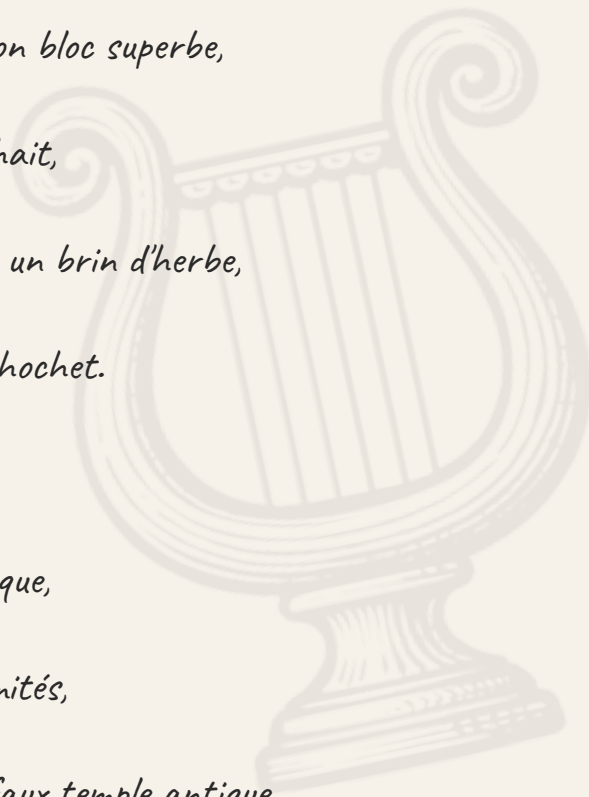 on bloc superbe,
hait,
un brin d'herbe,
hochet.
que,
nités,
faux temple antique